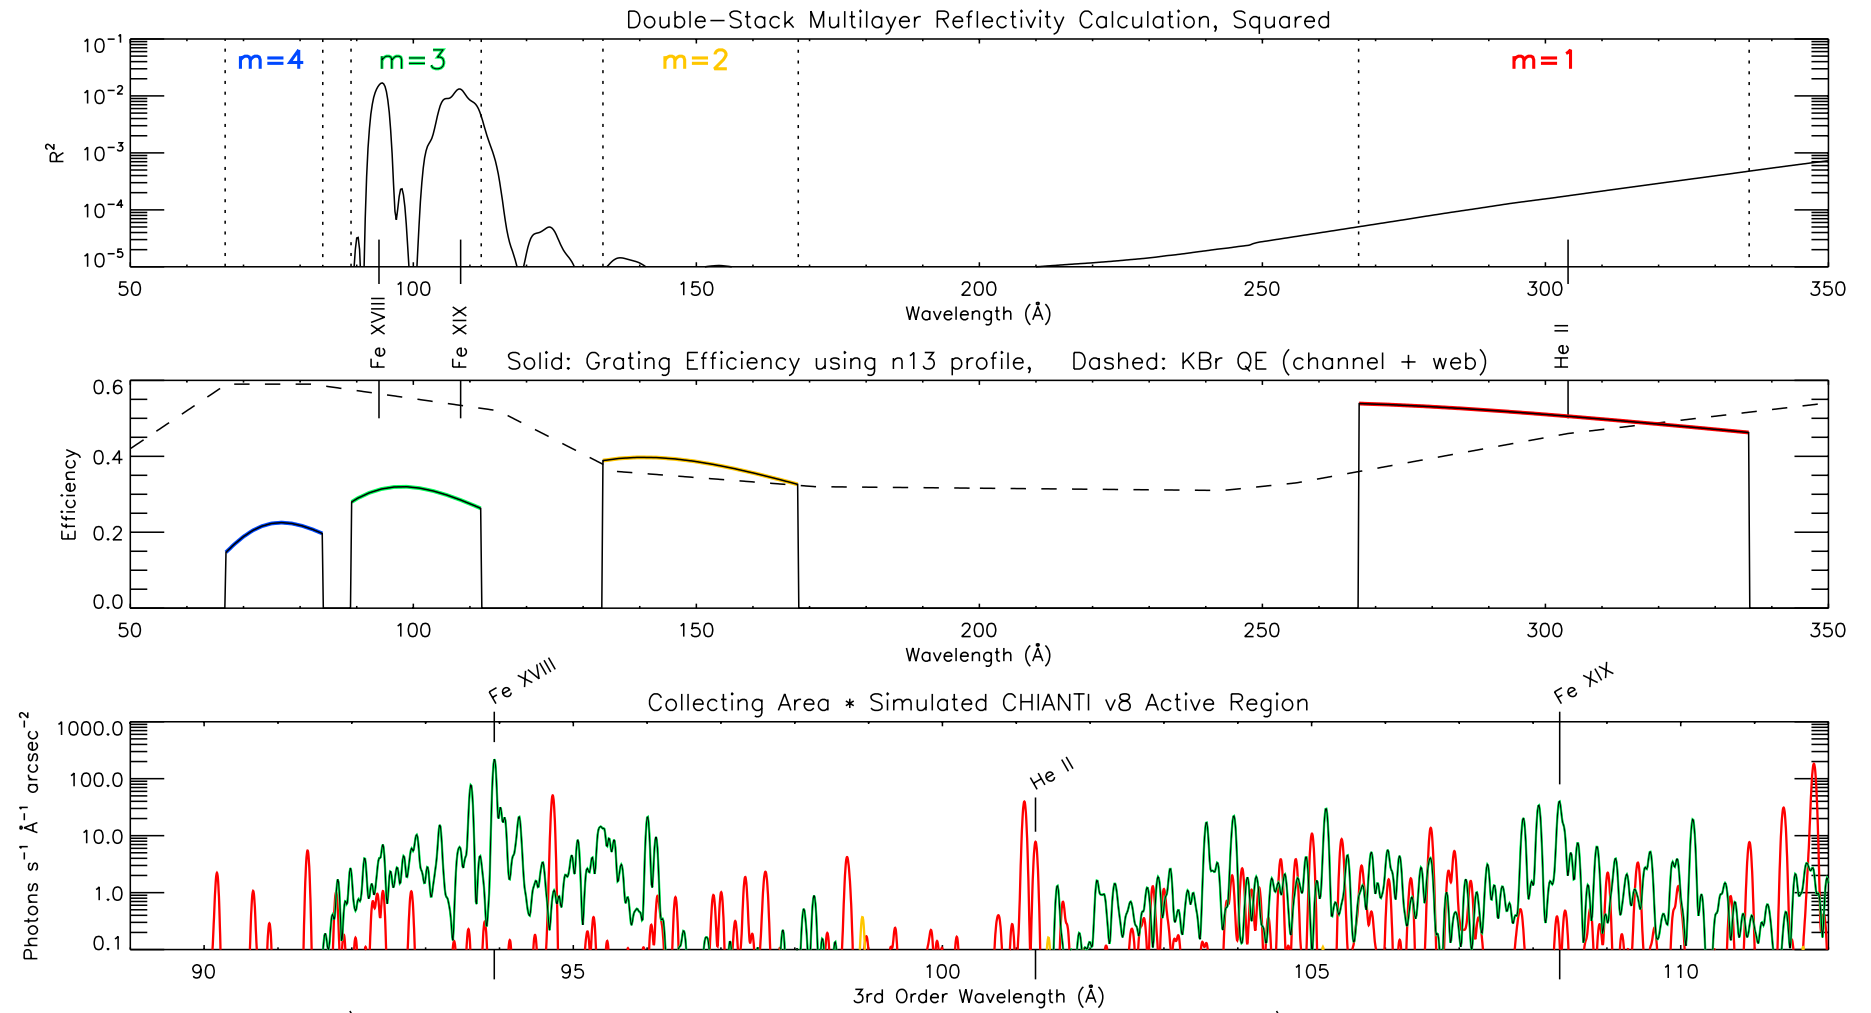 Double-Stack Multilayer Reflectivity Calculation, Squared
10⁻¹
m=4 m=3 m=2 m=1
10⁻²
R²
10⁻³
10⁻⁴
10⁻⁵
50 100 150 200 250 300 350
Wavelength (Å)
Fe XVIII Fe XIX He II
Solid: Grating Efficiency using n13 profile, Dashed: KBr QE (channel + web)
0.6
0.4
Efficiency
0.2
0.0
50 100 150 200 250 300 350
Wavelength (Å)
Fe XVIII Fe XIX
Collecting Area * Simulated CHIANTI v8 Active Region
1000.0
100.0
He II
10.0
Photons s⁻¹ Å⁻¹ arcsec⁻²
1.0
0.1
90 95 100 105 110
3rd Order Wavelength (Å)